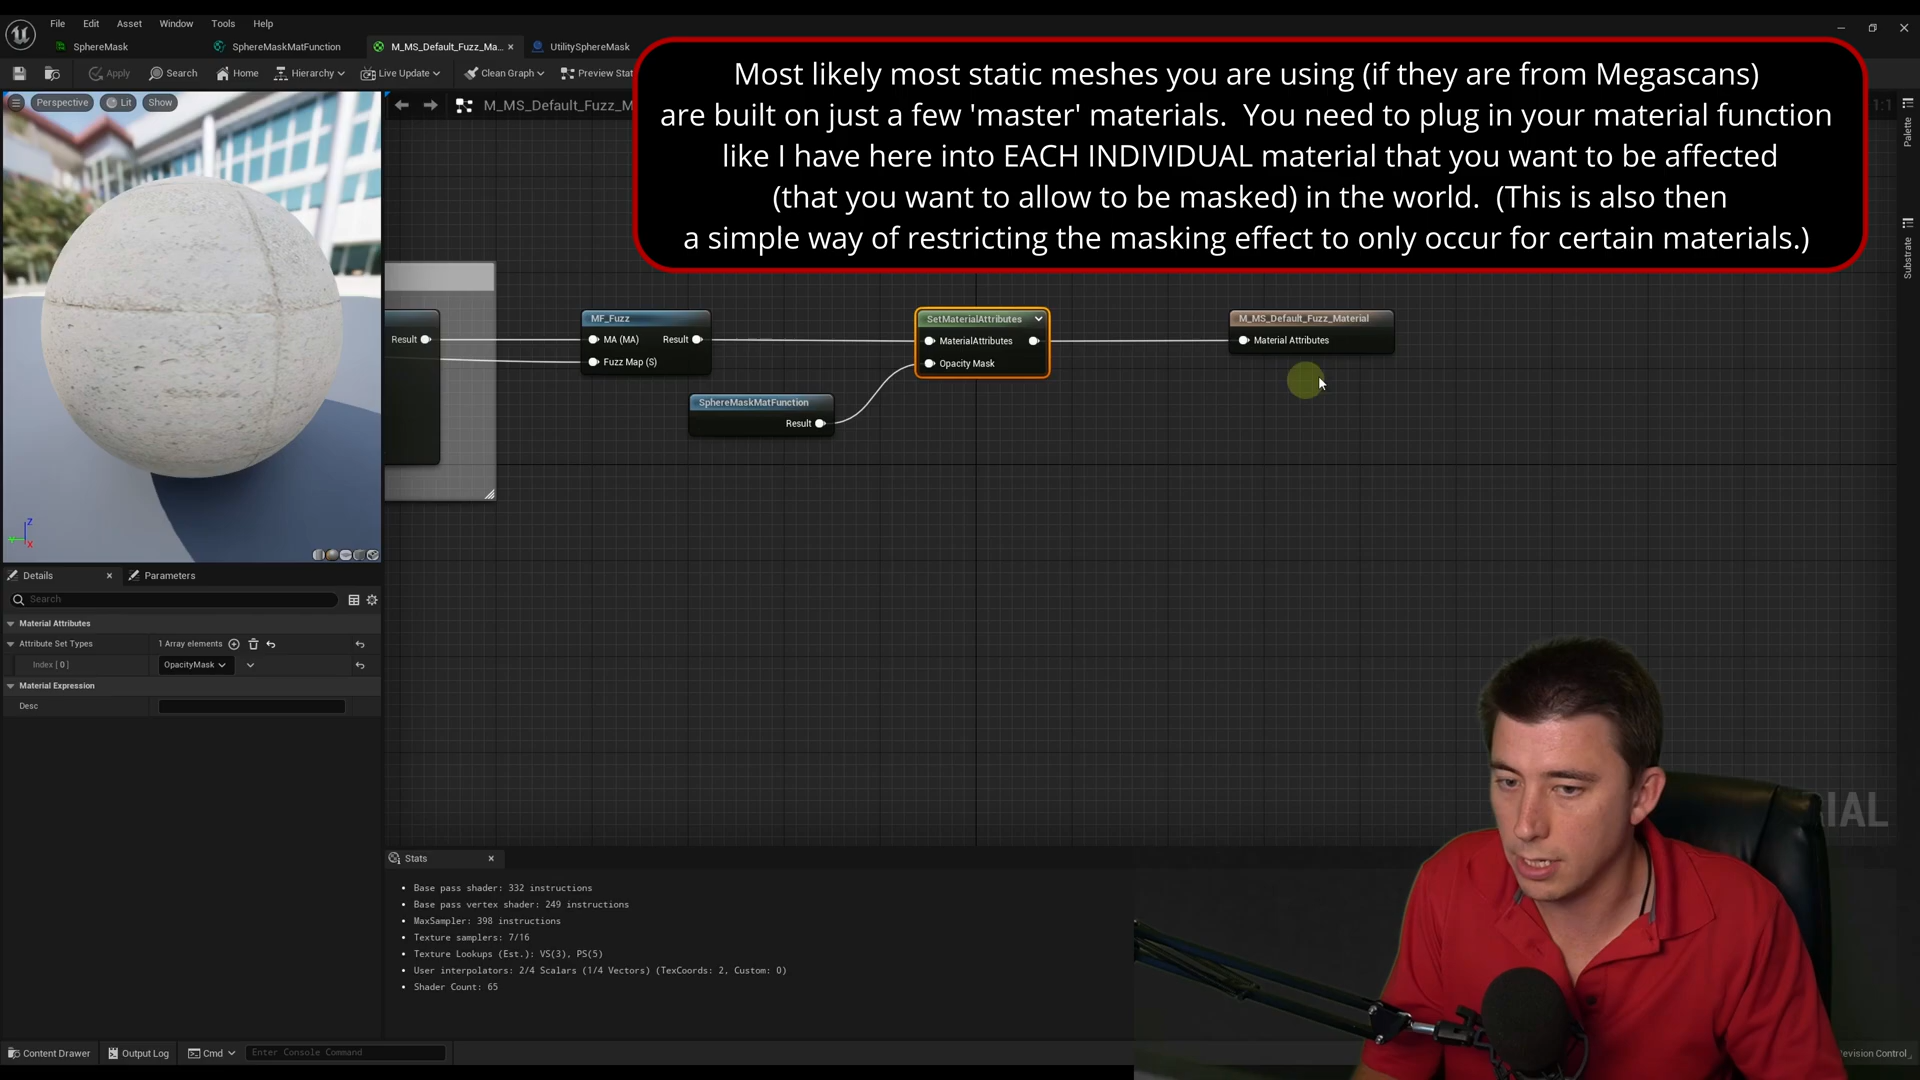 File Edit Asset Window Tools Help
SphereMask SphereMaskMatFunction M_MS_Default_Fuzz_Ma... UtilitySphereMask
Apply Search Home Hierarchy Live Update Clean Graph Preview Stat
Most likely most static meshes you are using (if they are from Megascans)
are built on just a few 'master' materials. You need to plug in your material function
like I have here into EACH INDIVIDUAL material that you want to be affected
(that you want to allow to be masked) in the world. (This is also then
a simple way of restricting the masking effect to only occur for certain materials.)
Perspective Lit Show
M_MS_Default_Fuzz_M
1:1
Palette
Substrate
Result
MF_Fuzz
MA (MA) Result
Fuzz Map (S)
SphereMaskMatFunction
Result
SetMaterialAttributes
MaterialAttributes
Opacity Mask
M_MS_Default_Fuzz_Material
Material Attributes
Z
X
Details Parameters
Search
Material Attributes
Attribute Set Types 1 Array elements
Index [ 0 ] OpacityMask
Material Expression
Desc
IAL
Stats
Base pass shader: 332 instructions
Base pass vertex shader: 249 instructions
MaxSampler: 398 instructions
Texture samplers: 7/16
Texture Lookups (Est.): VS(3), PS(5)
User interpolators: 2/4 Scalars (1/4 Vectors) (TexCoords: 2, Custom: 0)
Shader Count: 65
Content Drawer Output Log Cmd Enter Console Command evision Control